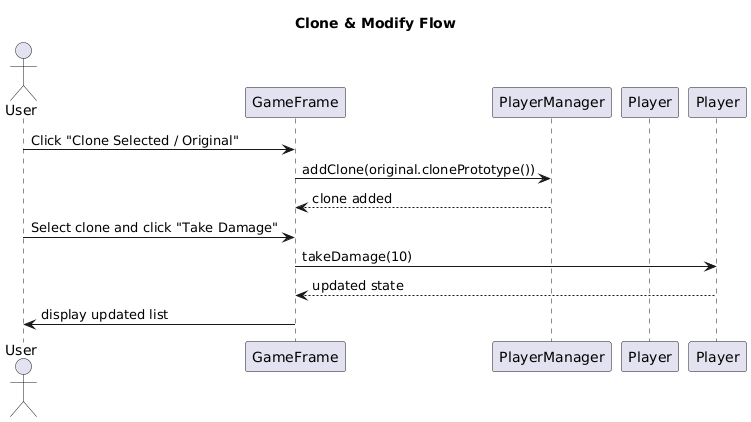 Clone & Modify Flow
User
GameFrame
PlayerManager
Player
Player
Click "Clone Selected / Original"
addClone(original.clonePrototype())
clone added
Select clone and click "Take Damage"
takeDamage(10)
updated state
display updated list
User
GameFrame
PlayerManager
Player
Player